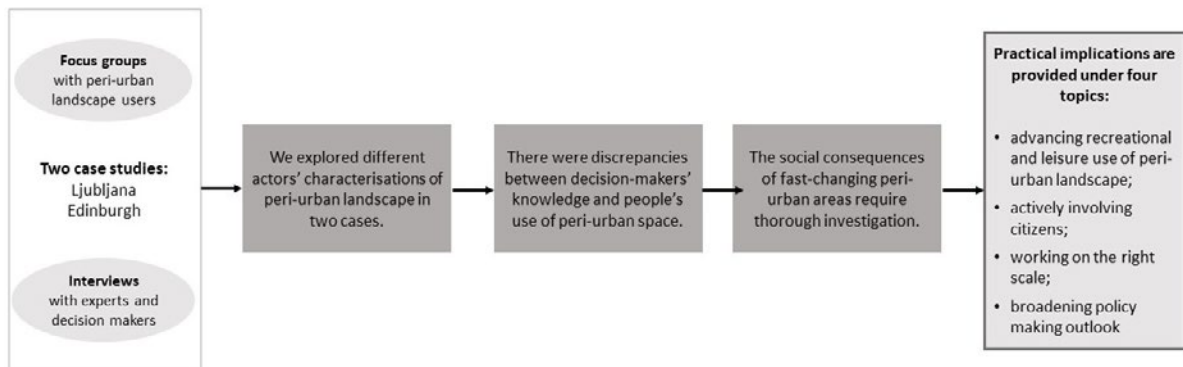 Focus groups
with peri-urban
landscape users
Two case studies:
Ljubljana
Edinburgh
Interviews
with experts and
decision makers
We explored different
actors' characterisations of
peri-urban landscape in
two cases.
There were discrepancies
between decision-makers'
knowledge and people's
use of peri-urban space.
The social consequences
of fast-changing peri-
urban areas require
thorough investigation.
Practical implications are
provided under four
topics:
• advancing recreational
and leisure use of peri-
urban landscape;
• actively involving
citizens;
• working on the right
scale;
• broadening policy
making outlook